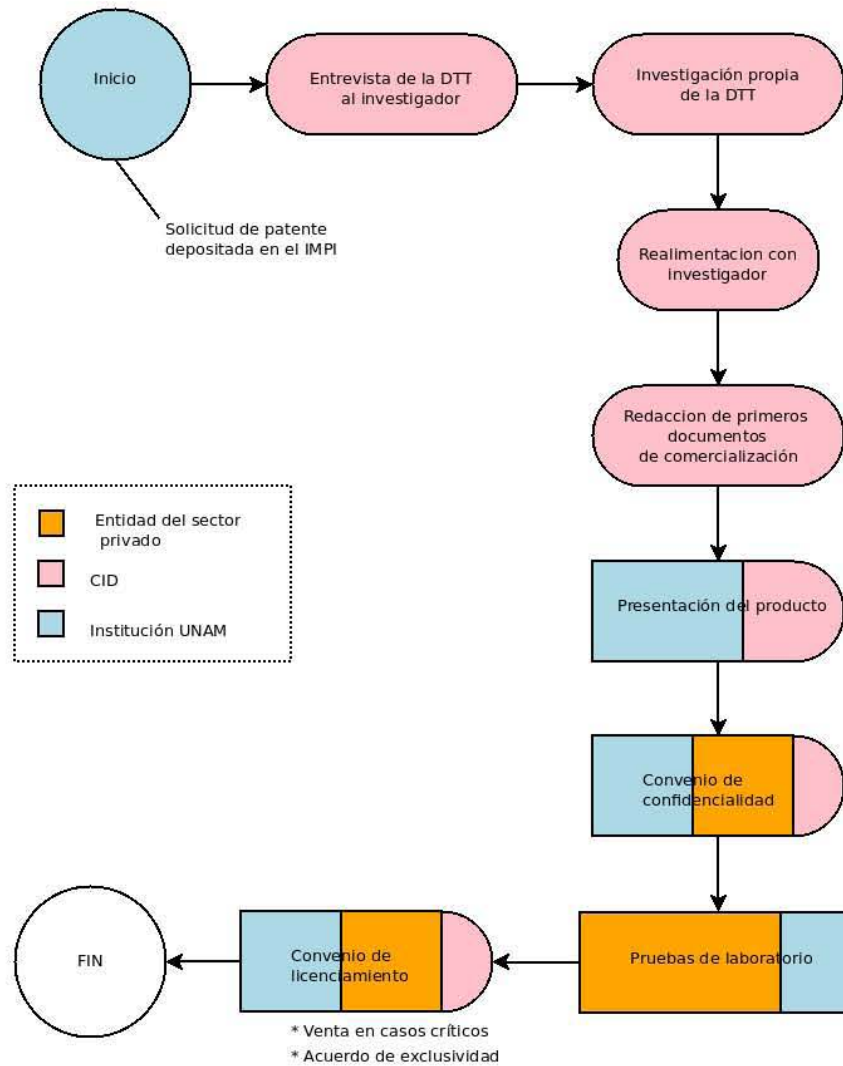 Inicio
Entrevista de la DTT
al investigador
Investigación propia
de la DTT
Solicitud de patente
depositada en el IMPI
Realimentacion con
investigador
Redaccion de primeros
documentos
de comercialización
Entidad del sector
privado
CID
Institución UNAM
Presentación del producto
Convenio de
confidencialidad
Pruebas de laboratorio
Convenio de
licenciamiento
FIN
* Venta en casos críticos
* Acuerdo de exclusividad